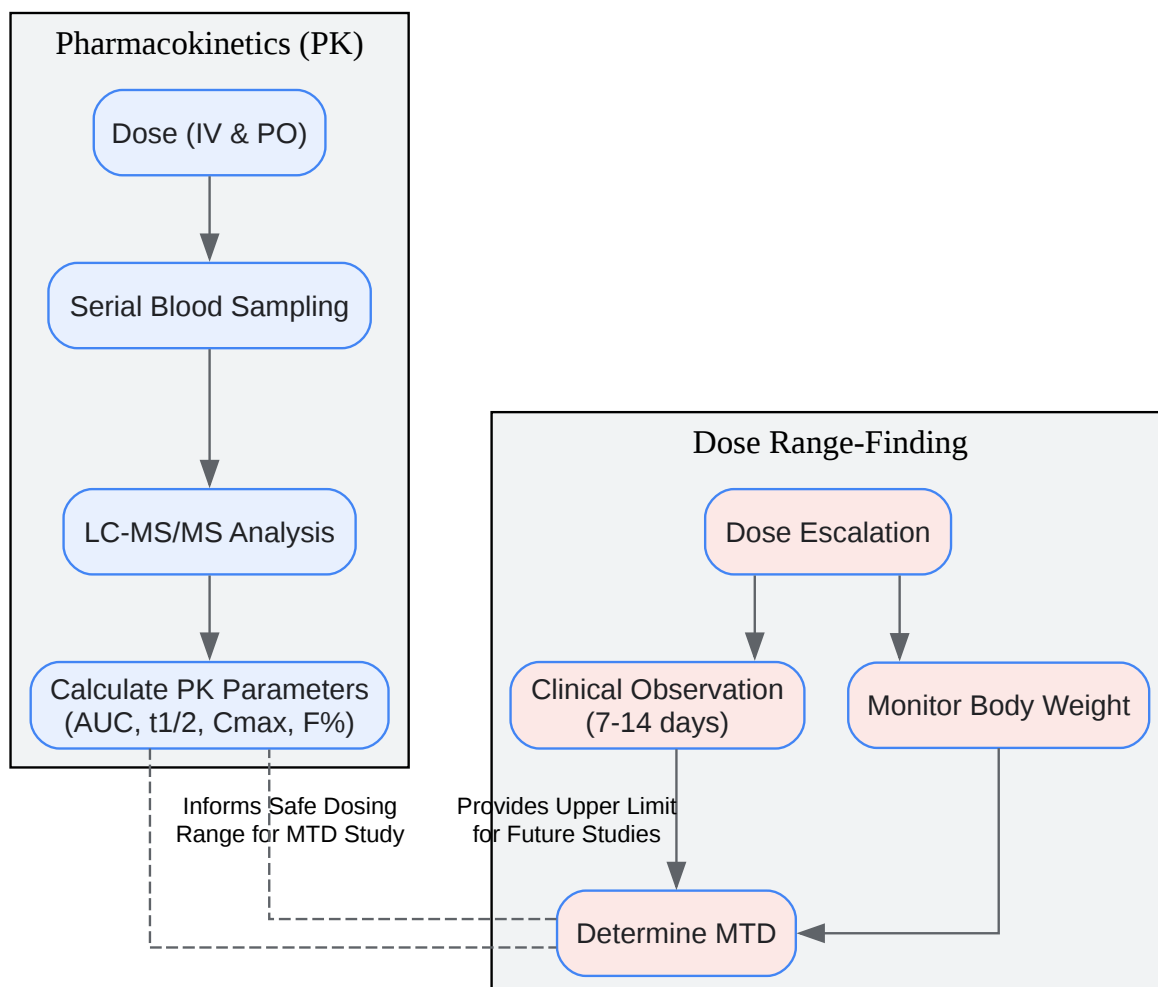 Pharmacokinetics (PK)
Dose (IV & PO)
Serial Blood Sampling
LC-MS/MS Analysis
Calculate PK Parameters
(AUC, t1/2, Cmax, F%)
Informs Safe Dosing
Range for MTD Study
Dose Range-Finding
Dose Escalation
Clinical Observation
(7-14 days)
Monitor Body Weight
Provides Upper Limit
for Future Studies
Determine MTD